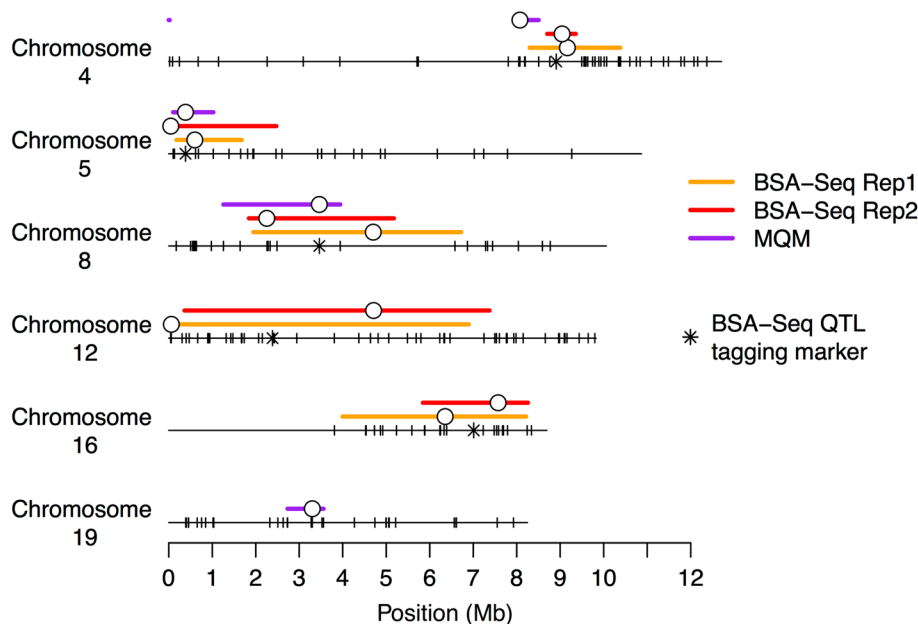 Chromosome
4
Chromosome
5
Chromosome
8
Chromosome
12
Chromosome
16
Chromosome
19
BSA−Seq Rep1
BSA−Seq Rep2
MQM
BSA−Seq QTL
tagging marker
0 1 2 3 4 5 6 7 8 9 10 12
Position (Mb)